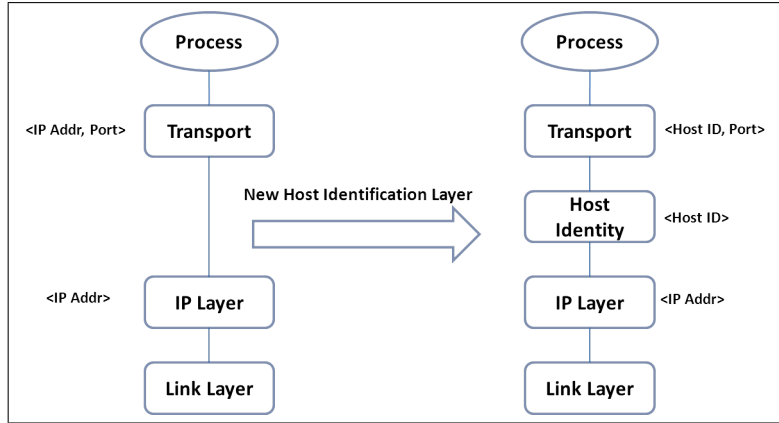 Process
Process
<IP Addr, Port>
Transport
Transport
<Host ID, Port>
New Host Identification Layer
Host
Identity
<Host ID>
<IP Addr>
IP Layer
IP Layer
<IP Addr>
Link Layer
Link Layer